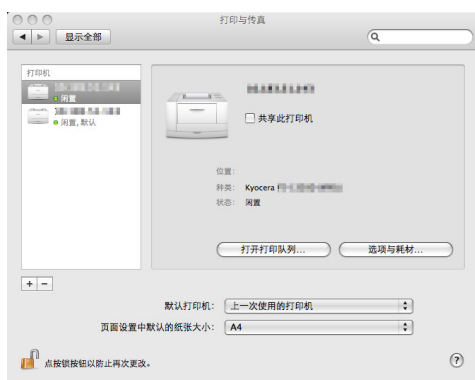 打印与传真
显示全部
打印机
闲置
闲置, 默认
共享此打印机
位置:
种类: Kyocera
状态: 闲置
打开打印队列...
选项与耗材...
+ −
默认打印机: 上一次使用的打印机
页面设置中默认的纸张大小: A4
点按锁按钮以防止再次更改。
?